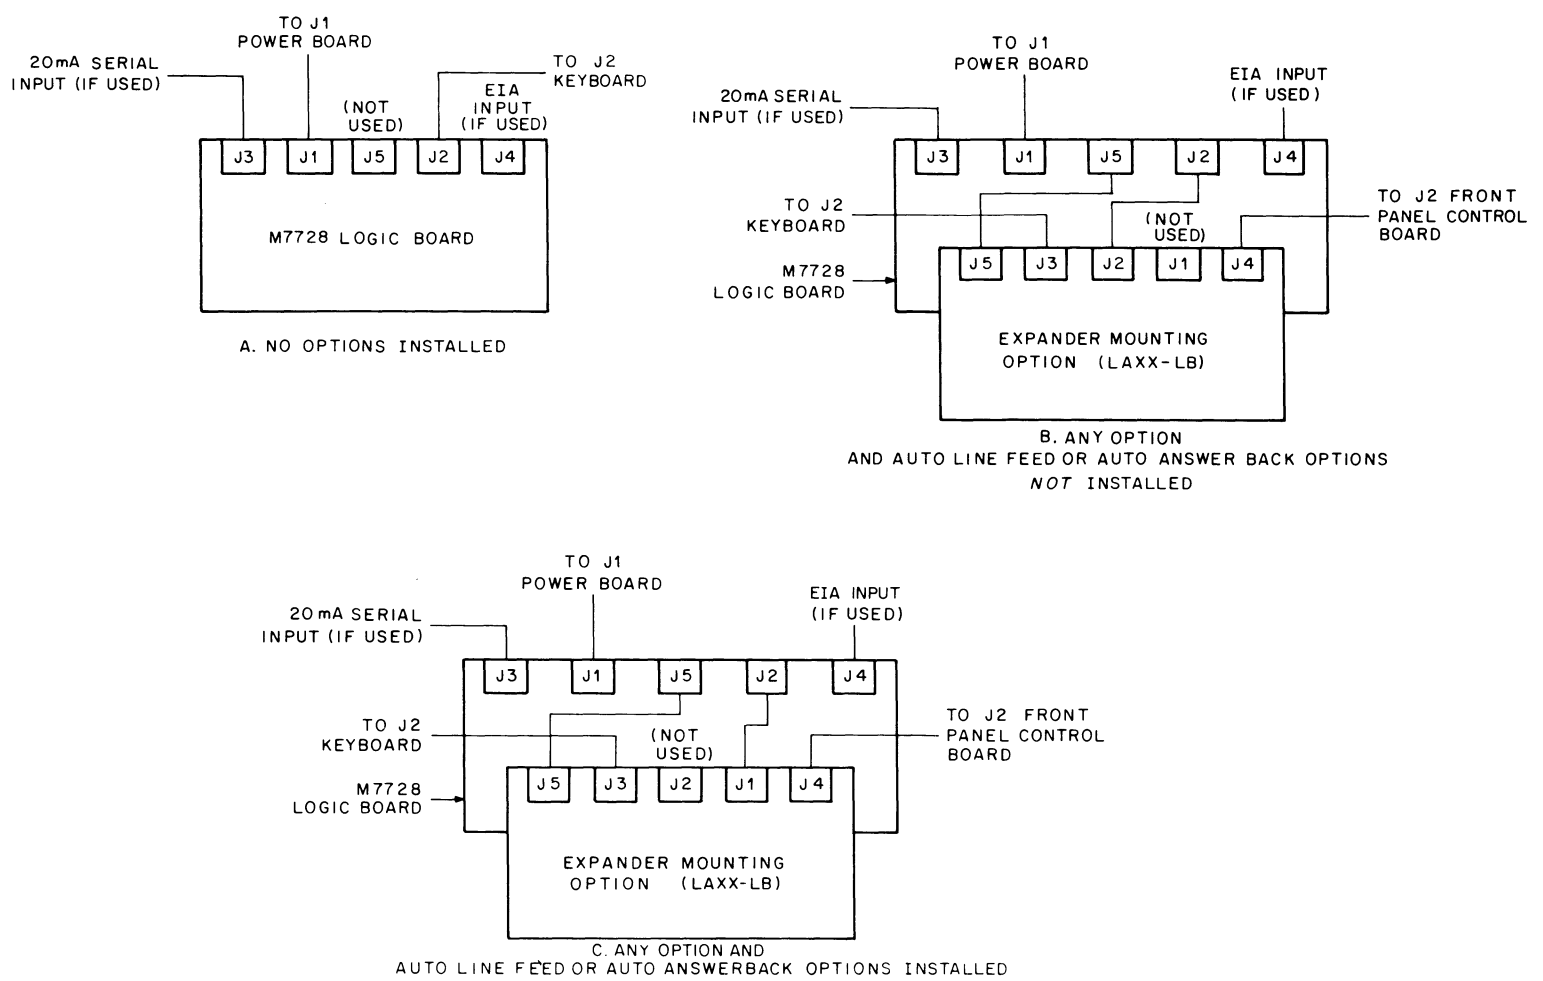 TO J1
POWER BOARD
20mA SERIAL
INPUT (IF USED)
TO J2
KEYBOARD
(NOT
USED)
EIA
INPUT
(IF USED)
J3 J1 J5 J2 J4
M7728 LOGIC BOARD
A. NO OPTIONS INSTALLED
TO J1
POWER BOARD
20mA SERIAL
INPUT (IF USED)
EIA INPUT
(IF USED)
J3 J1 J5 J2 J4
TO J2
KEYBOARD
(NOT
USED)
TO J2 FRONT
PANEL CONTROL
BOARD
M7728
LOGIC BOARD
J5 J3 J2 J1 J4
EXPANDER MOUNTING
OPTION (LAXX-LB)
B. ANY OPTION
AND AUTO LINE FEED OR AUTO ANSWER BACK OPTIONS
NOT INSTALLED
TO J1
POWER BOARD
20mA SERIAL
INPUT (IF USED)
EIA INPUT
(IF USED)
J3 J1 J5 J2 J4
TO J2
KEYBOARD
(NOT
USED)
TO J2 FRONT
PANEL CONTROL
BOARD
M7728
LOGIC BOARD
J5 J3 J2 J1 J4
EXPANDER MOUNTING
OPTION (LAXX-LB)
C. ANY OPTION AND
AUTO LINE FEED OR AUTO ANSWERBACK OPTIONS INSTALLED